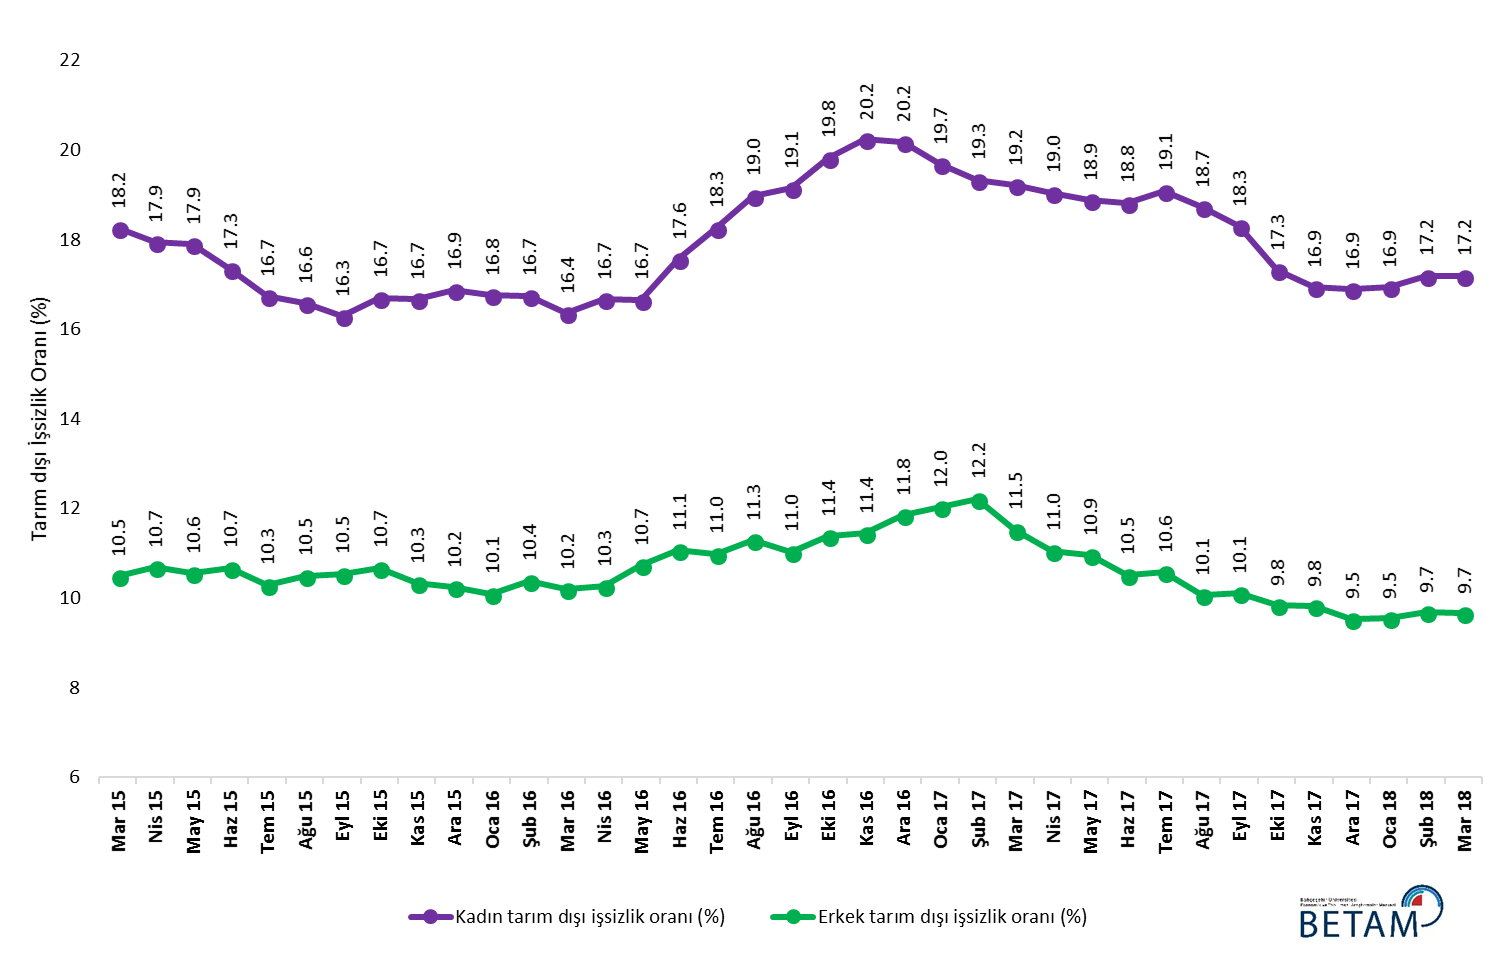 22
20
18
16
14
12
10
8
6
Tarım dışı İşsizlik Oranı (%)
18.2 17.9 17.9 17.3 16.7 16.6 16.3 16.7 16.7 16.9 16.8 16.7 16.4 16.7 16.7 17.6 18.3 19.0 19.1 19.8 20.2 20.2 19.7 19.3 19.2 19.0 18.9 18.8 19.1 18.7 18.3 17.3 16.9 16.9 16.9 17.2 17.2
10.5 10.7 10.6 10.7 10.3 10.5 10.5 10.7 10.3 10.2 10.1 10.4 10.2 10.3 10.7 11.1 11.0 11.3 11.0 11.4 11.4 11.8 12.0 12.2 11.5 11.0 10.9 10.5 10.6 10.1 10.1 9.8 9.8 9.5 9.5 9.7 9.7
Mar 15 Nis 15 May 15 Haz 15 Tem 15 Ağu 15 Eyl 15 Eki 15 Kas 15 Ara 15 Oca 16 Şub 16 Mar 16 Nis 16 May 16 Haz 16 Tem 16 Ağu 16 Eyl 16 Eki 16 Kas 16 Ara 16 Oca 17 Şub 17 Mar 17 Nis 17 May 17 Haz 17 Tem 17 Ağu 17 Eyl 17 Eki 17 Kas 17 Ara 17 Oca 18 Şub 18 Mar 18
Kadın tarım dışı işsizlik oranı (%)
Erkek tarım dışı işsizlik oranı (%)
Bahçeşehir Üniversitesi
BETAM